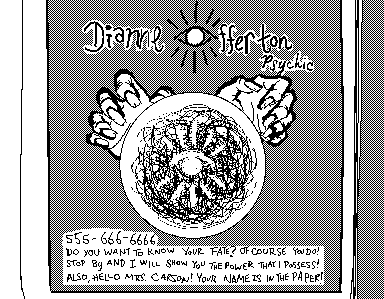 Dianne Offerton
Psychic
555-666-6666
DO YOU WANT TO KNOW YOUR FATE? OF COURSE YOU DO!
STOP By AND I WILL SHOW YOU THE POWER THAT I POSSESS!
ALSO, HELLO MRS. CARSON! YOUR NAME IS IN THE PAPER!